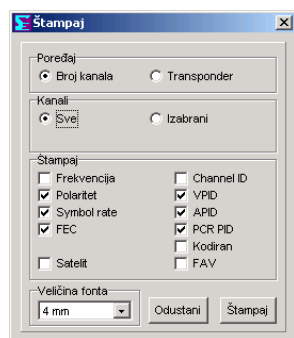 Štampaj
Poređaj
Broj kanala Transponder
Kanali
Sve Izabrani
Štampaj
Frekvencija Channel ID
Polaritet VPID
Symbol rate APID
FEC PCR PID
Kodiran
Satelit FAV
Veličina fonta
4 mm Odustani Štampaj